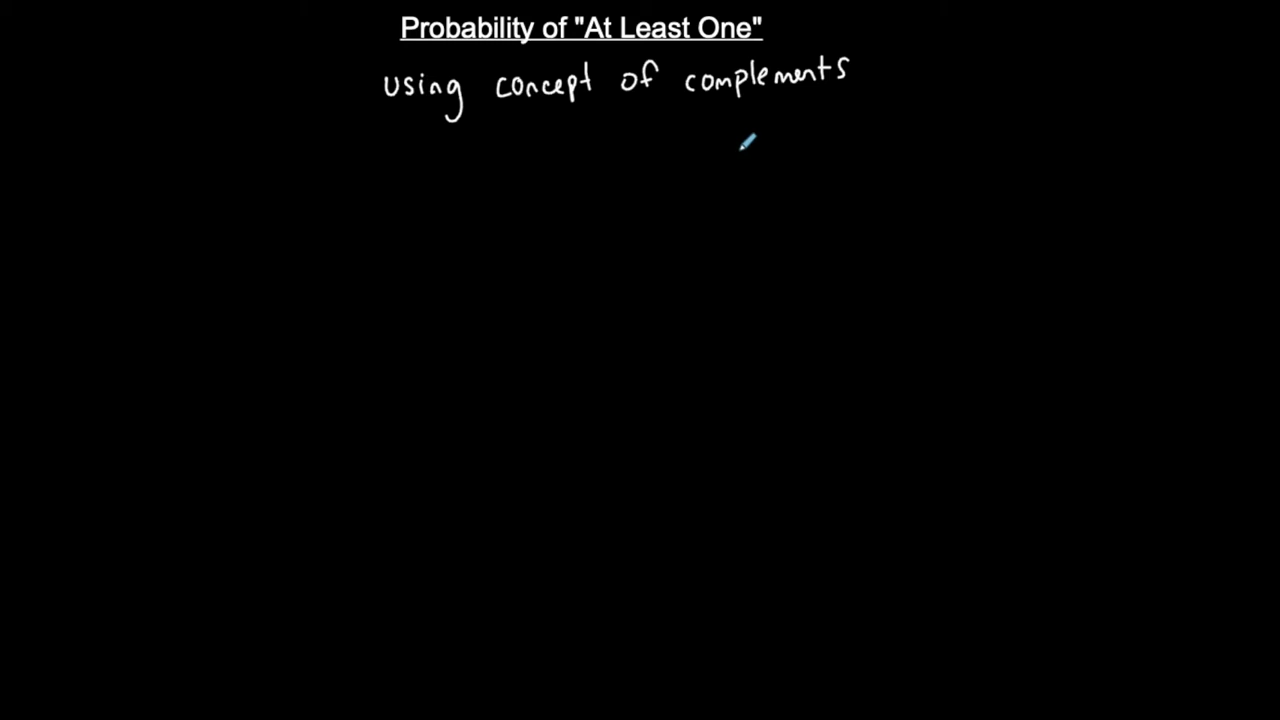 Probability of "At Least One"
using concept of complements